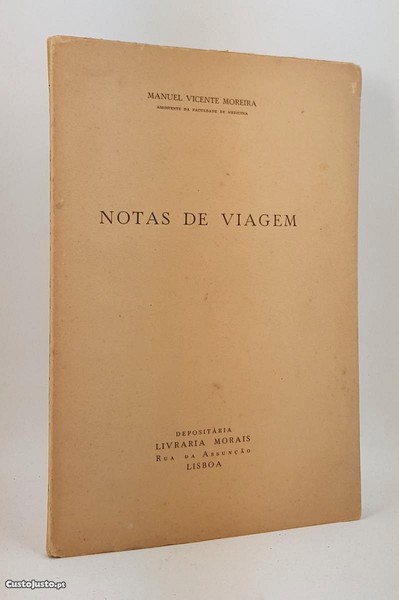 MANUEL VICENTE MOREIRA
ASSISTENTE DA FACULDADE DE MEDICINA
NOTAS DE VIAGEM
DEPOSITÁRIA
LIVRARIA MORAIS
RUA DA ASSUNÇÃO
LISBOA
CustoJusto.pt